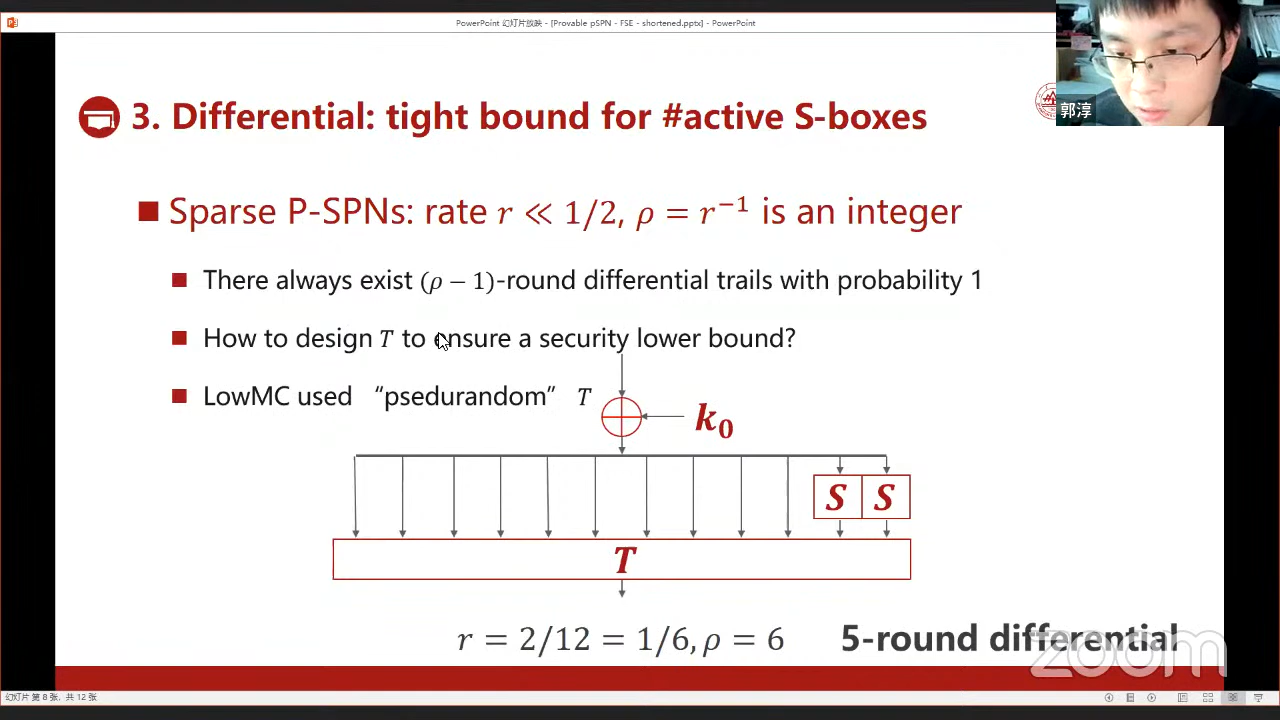 PowerPoint 幻灯片放映 - [Provable pSPN - FSE - shortened.pptx] - PowerPoint
郭淳
3. Differential: tight bound for #active S-boxes
Sparse P-SPNs: rate r ≪ 1/2, ρ = r⁻¹ is an integer
There always exist (ρ − 1)-round differential trails with probability 1
How to design T to ensure a security lower bound?
LowMC used “psedurandom” T
k₀
S S
T
r = 2/12 = 1/6, ρ = 6 5-round differential
zoom
幻灯片 第 8 张，共 12 张